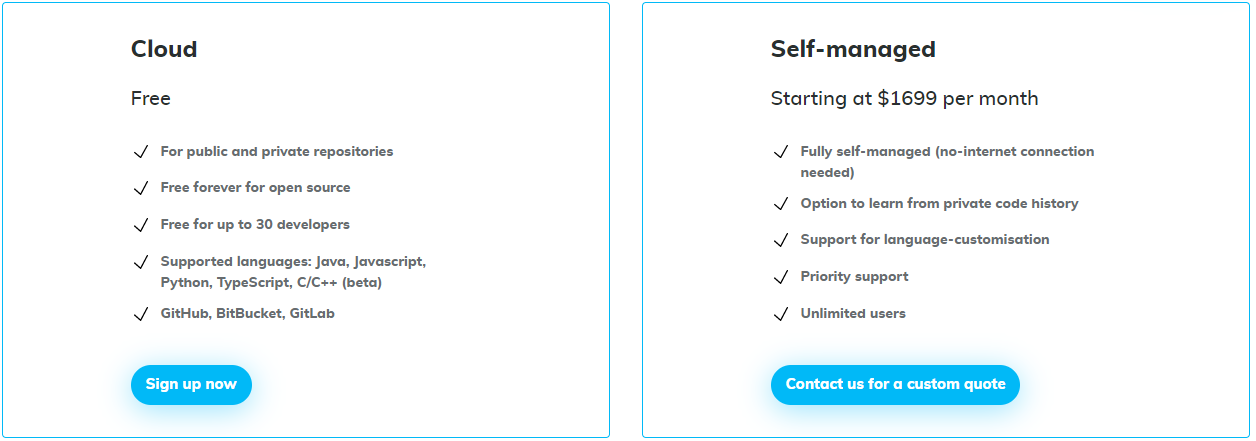 Cloud
Free
For public and private repositories
Free forever for open source
Free for up to 30 developers
Supported languages: Java, Javascript,
Python, TypeScript, C/C++ (beta)
GitHub, BitBucket, GitLab
Sign up now
Self-managed
Starting at $1699 per month
Fully self-managed (no-internet connection
needed)
Option to learn from private code history
Support for language-customisation
Priority support
Unlimited users
Contact us for a custom quote